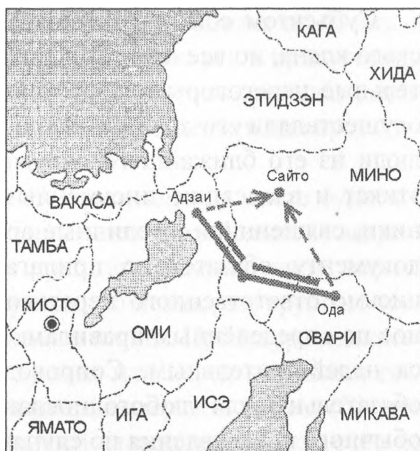 КАГА
ХИДА
ЭТИДЗЭН
Сайто
МИНО
Адзаи
ВАКАСА
ТАМБА
КИОТО
ОМИ
Ода
ОВАРИ
ИСЭ
ИГА
ЯМАТО
МИКАВА